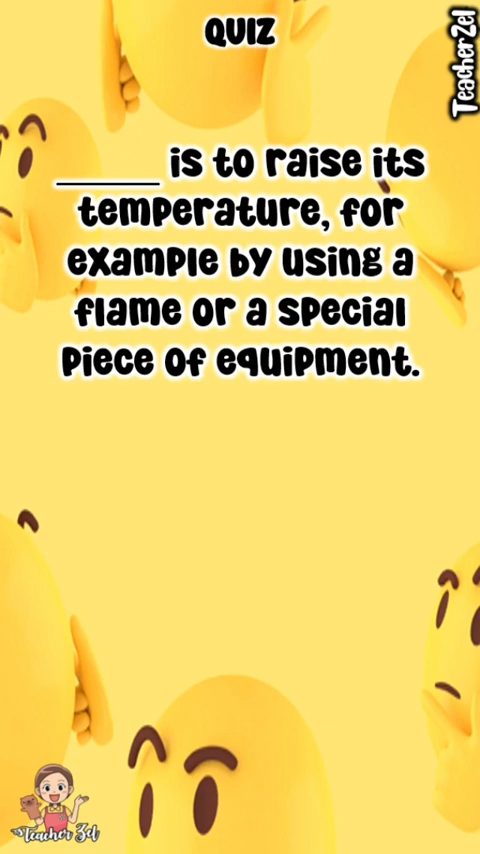 QUIZ
TeacherZel
_____ is to raise its
temperature, for
example by using a
flame or a special
piece of equipment.
Teacher Zel